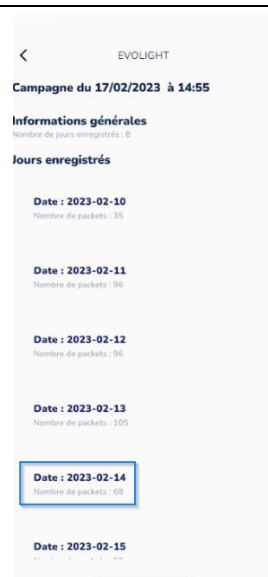 EVOLIGHT
Campagne du 17/02/2023 à 14:55
Informations générales
Nombre de jours enregistrés : 8
Jours enregistrés
Date : 2023-02-10
Nombre de packets : 35
Date : 2023-02-11
Nombre de packets : 96
Date : 2023-02-12
Nombre de packets : 96
Date : 2023-02-13
Nombre de packets : 105
Date : 2023-02-14
Nombre de packets : 68
Date : 2023-02-15